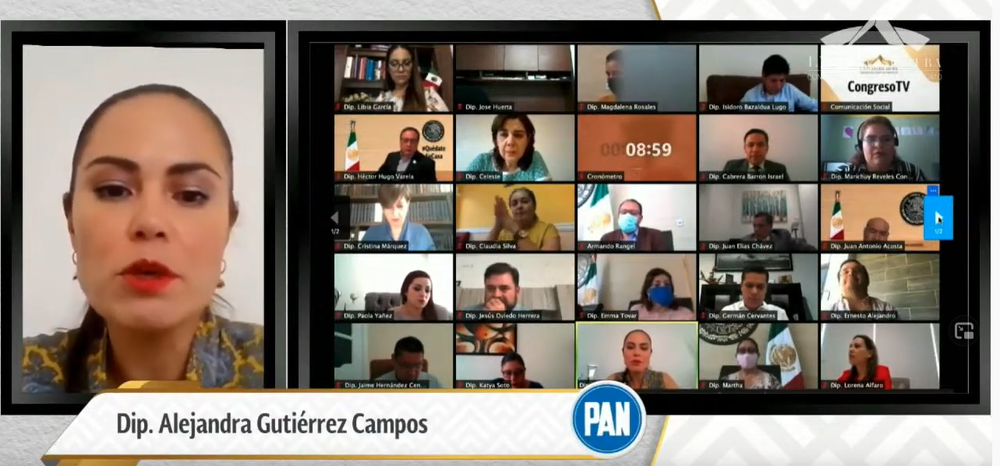 CongresoTV
Dip. Libia García
Dip. Jose Huerta
Dip. Magdalena Rosales
Dip. Isidoro Bazaldua Lugo
Comunicación Social
#Quédate
Dip. Héctor Hugo Varela
Dip. Celeste
08:59
Cronómetro
Dip. Cabrera Barron Israel
Dip. Marichuy Reveles Con...
1/2
Dip. Cristina Márquez
Dip. Claudia Silva
Armando Rangel
Dip. Juan Elias Chávez
Dip. Juan Antonio Acosta
1/2
Dip. Paola Yañez
Dip. Jesús Oviedo Herrera
Dip. Emma Tovar
Dip. Germán Cervantes
Dip. Ernesto Alejandro
Dip. Jaime Hernández Cen...
Dip. Katya Soto
Dip. Martha
Dip. Lorena Alfaro
Dip. Alejandra Gutiérrez Campos
PAN